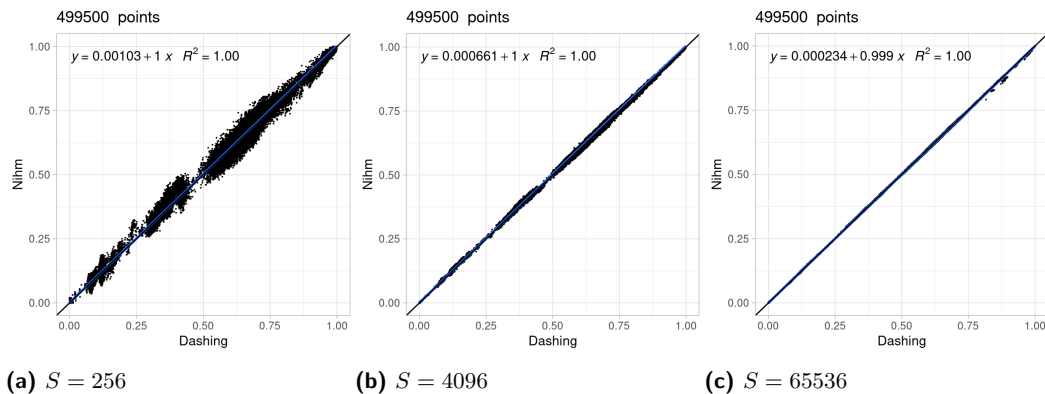 499500 points
y = 0.00103 + 1 x R² = 1.00
1.00
0.75
0.50
0.25
0.00
Nihm
0.00 0.25 0.50 0.75 1.00
Dashing
(a) S = 256
499500 points
y = 0.000661 + 1 x R² = 1.00
1.00
0.75
0.50
0.25
0.00
Nihm
0.00 0.25 0.50 0.75 1.00
Dashing
(b) S = 4096
499500 points
y = 0.000234 + 0.999 x R² = 1.00
1.00
0.75
0.50
0.25
0.00
Nihm
0.00 0.25 0.50 0.75 1.00
Dashing
(c) S = 65536